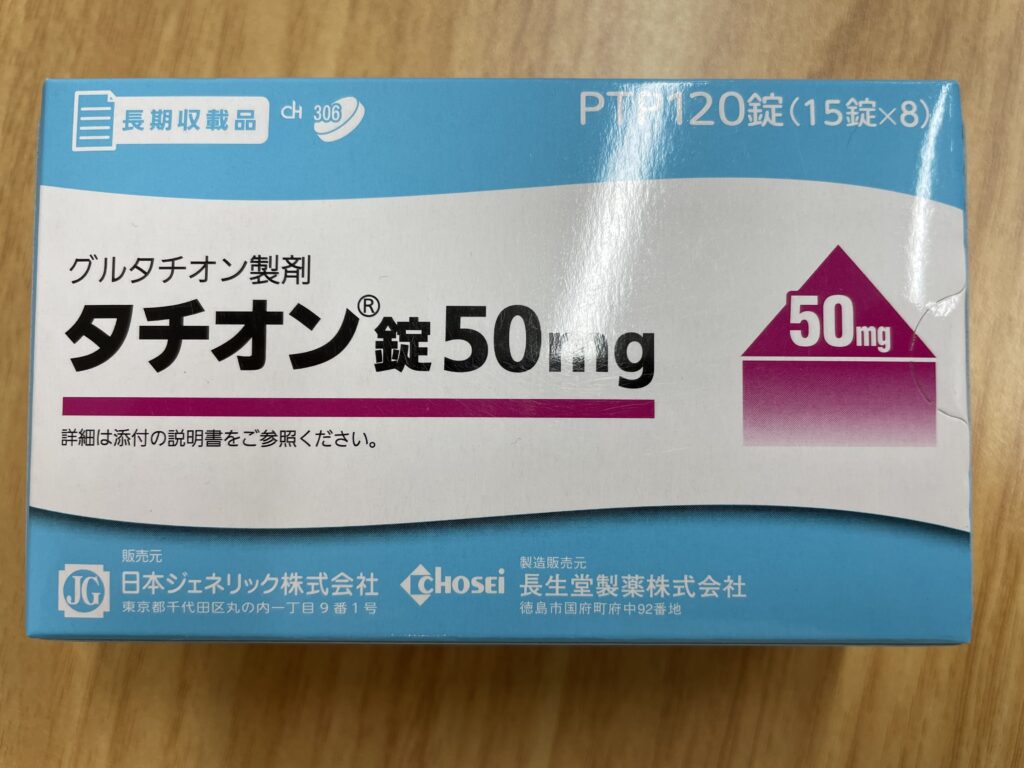 長期収載品 CH 306
PTP120錠(15錠×8)
グルタチオン製剤
タチオン®錠50mg
50mg
詳細は添付の説明書をご参照ください。
販売元
JG 日本ジェネリック株式会社
東京都千代田区丸の内一丁目9番1号
製造販売元
CHOSEI 長生堂製薬株式会社
徳島市国府町府中92番地